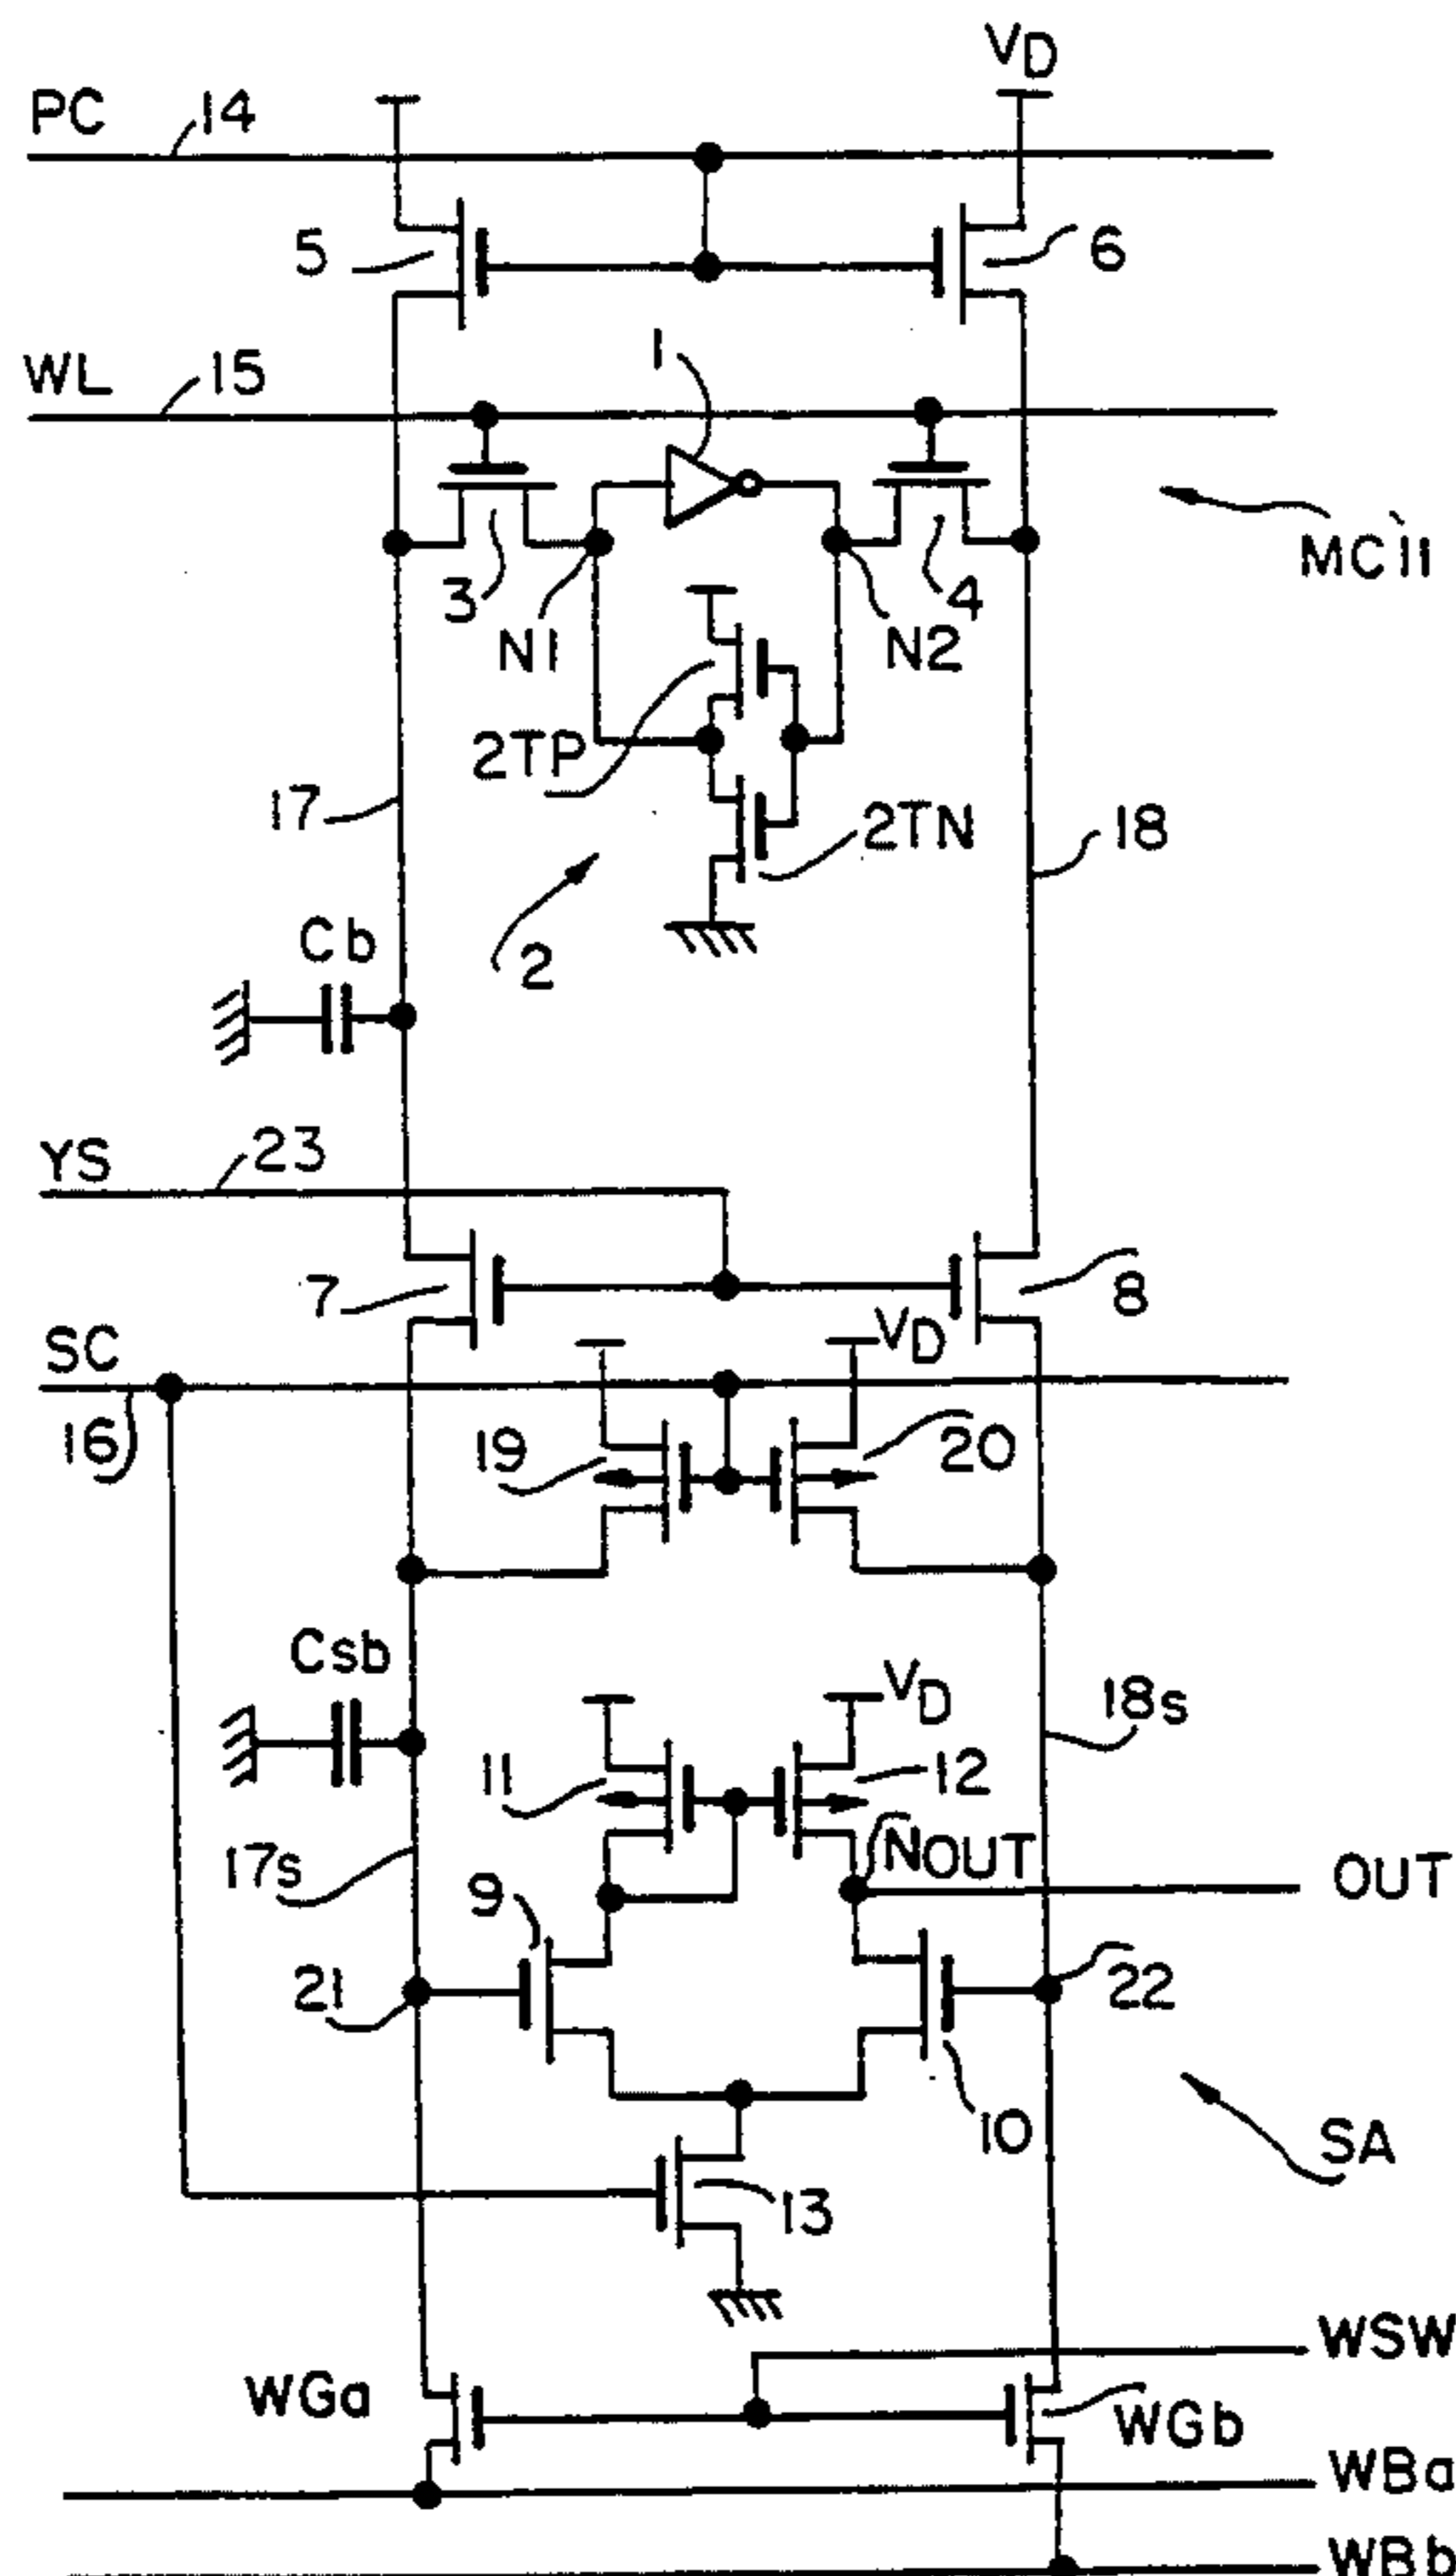 VD
PC
14
5
6
WL
15
1
MC11
3
4
N1
N2
2TP
17
2TN
18
Cb
2
YS
23
7
8
VD
SC
16
19
20
Csb
VD
18s
11
12
17s
NOUT
OUT
9
21
22
10
SA
13
WSW
WGa
WGb
WBa
WBb